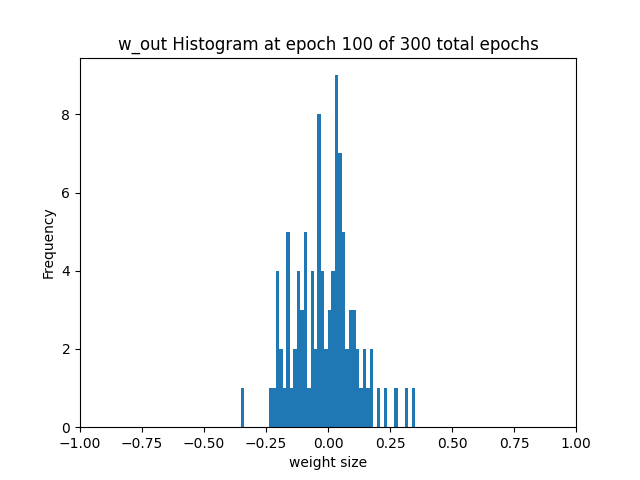 w_out Histogram at epoch 100 of 300 total epochs
8
6
4
2
0
Frequency
−1.00 −0.75 −0.50 −0.25 0.00 0.25 0.50 0.75 1.00
weight size